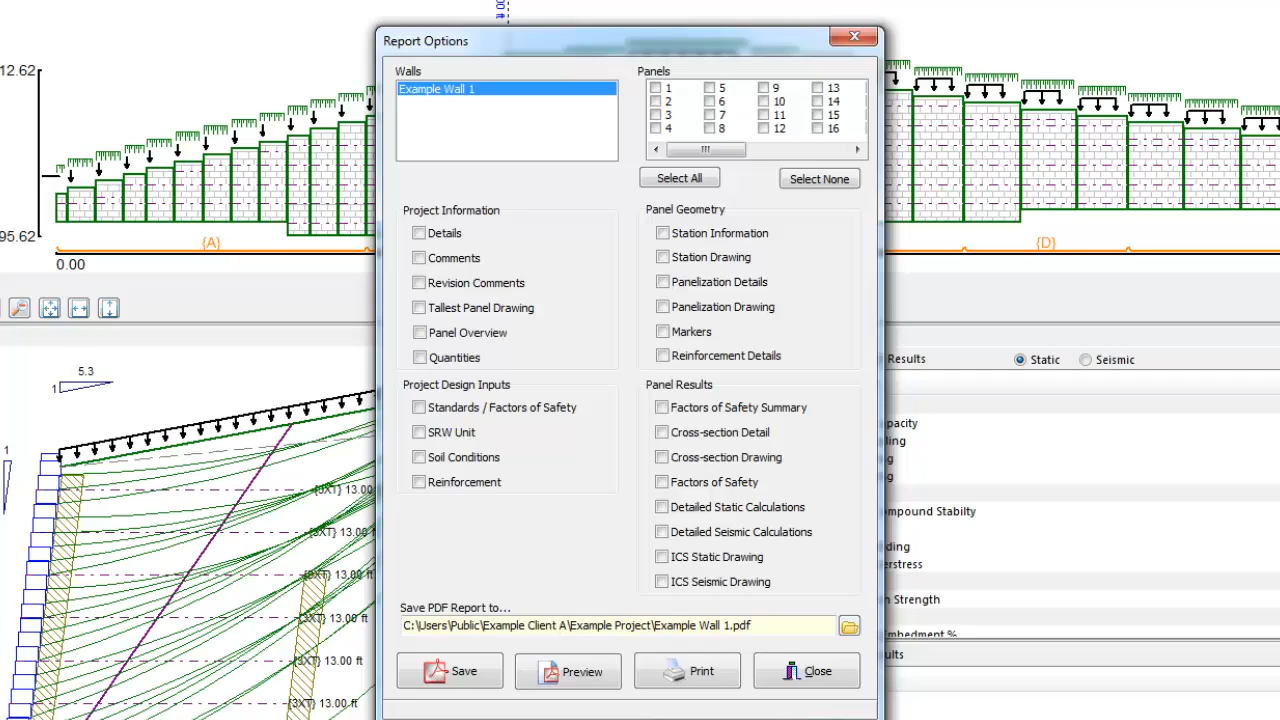 ft
Report Options
Walls
Example Wall 1
Panels
1 5 9 13
2 6 10 14
3 7 11 15
4 8 12 16
Select All Select None
Project Information
Details
Comments
Revision Comments
Tallest Panel Drawing
Panel Overview
Quantities
Panel Geometry
Station Information
Station Drawing
Panelization Details
Panelization Drawing
Markers
Reinforcement Details
Project Design Inputs
Standards / Factors of Safety
SRW Unit
Soil Conditions
Reinforcement
Panel Results
Factors of Safety Summary
Cross-section Detail
Cross-section Drawing
Factors of Safety
Detailed Static Calculations
Detailed Seismic Calculations
ICS Static Drawing
ICS Seismic Drawing
Save PDF Report to...
C:\Users\Public\Example Client A\Example Project\Example Wall 1.pdf
Save Preview Print Close
12.62
95.62
0.00
{A}
{D}
5.3
1
1
{3XT} 13.00
{3XT} 13.00
{3XT} 13.00 ft
{3XT} 13.00 ft
{3XT} 13.00 ft
{3XT} 13.00 ft
Results Static Seismic
pacity
ling
g
g
mpound Stabilty
ding
erstress
n Strength
mbedment %
ults